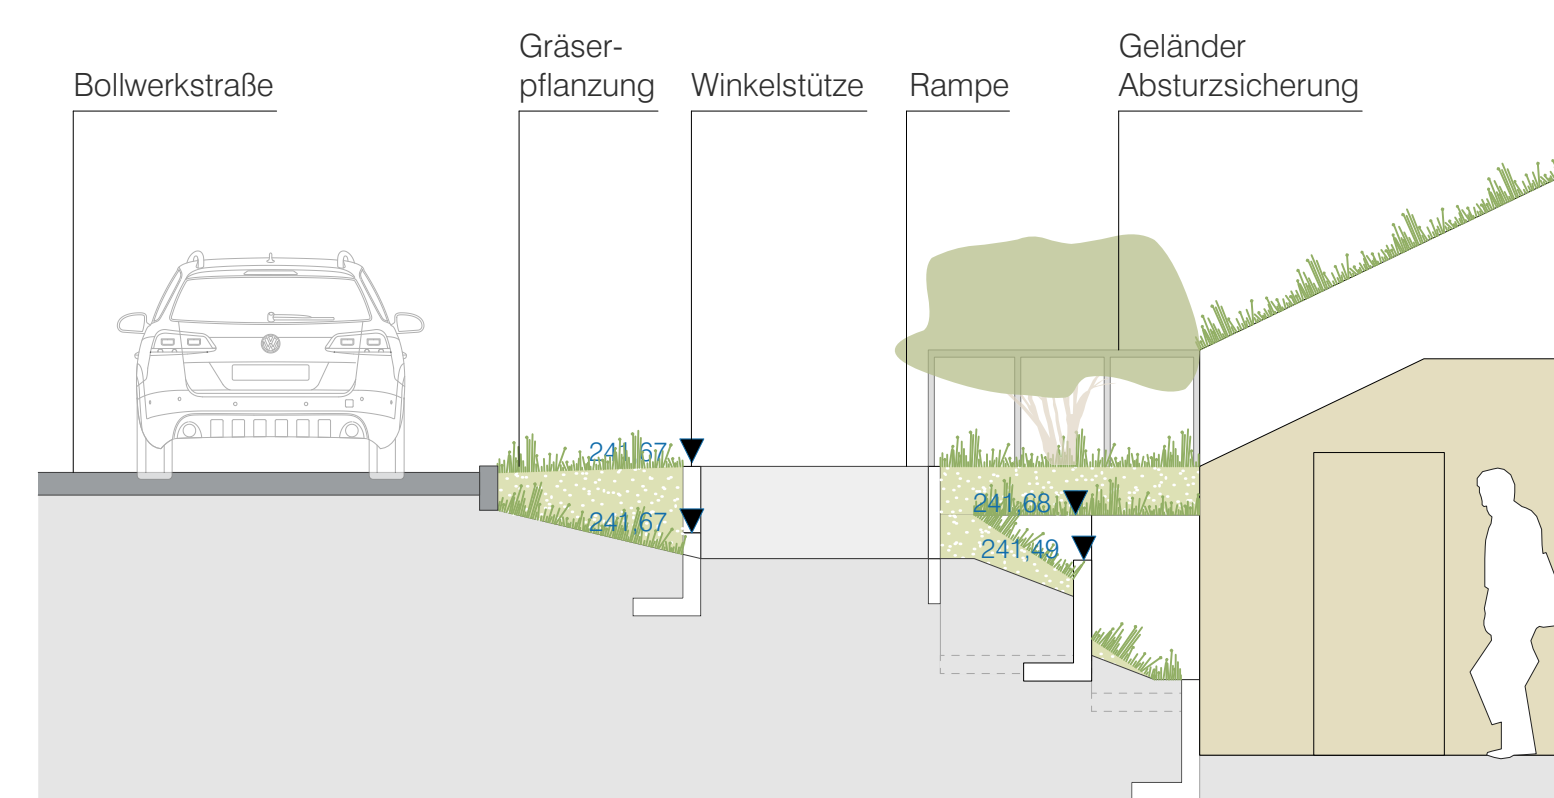 Gräser-
Geländer
Bollwerkstraße
pflanzung
Winkelstütze
Rampe
Absturzsicherung
241,67
241,68
241,67
241,49